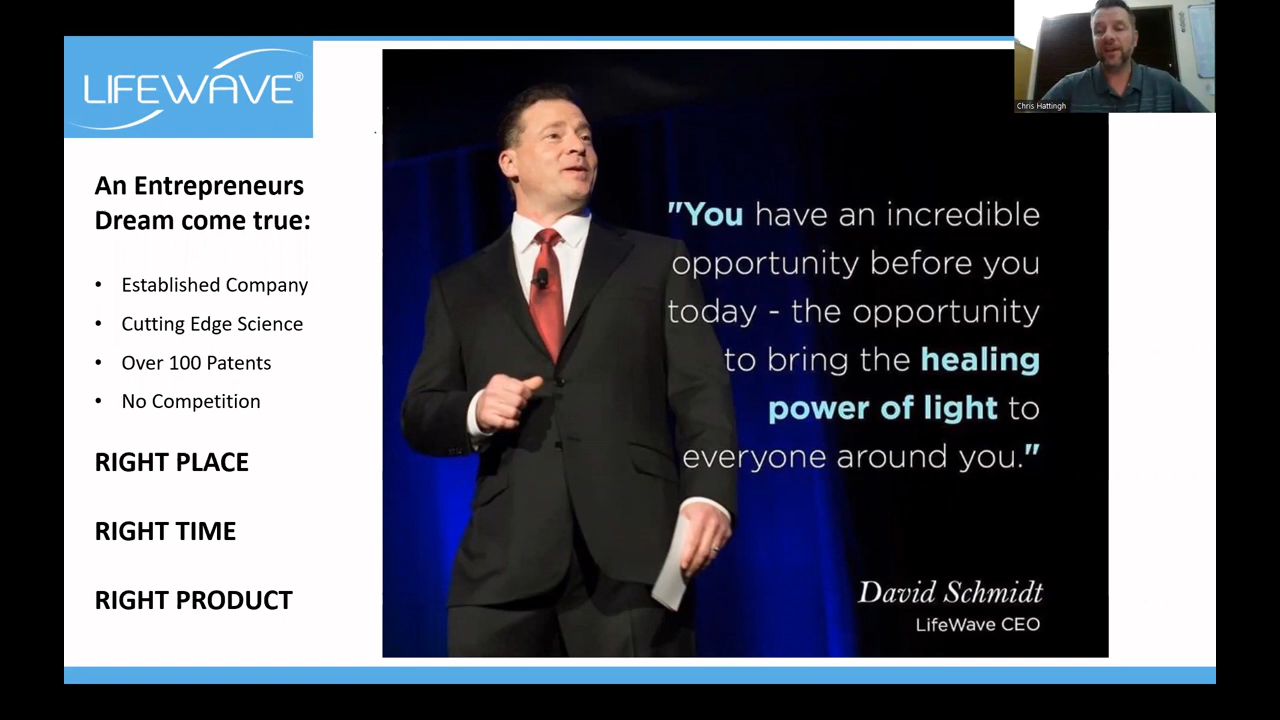 LIFEWAVE®
Chris Hattingh
An Entrepreneurs
Dream come true:
• Established Company
• Cutting Edge Science
• Over 100 Patents
• No Competition
RIGHT PLACE
RIGHT TIME
RIGHT PRODUCT
"You have an incredible
opportunity before you
today - the opportunity
to bring the healing
power of light to
everyone around you."
David Schmidt
LifeWave CEO